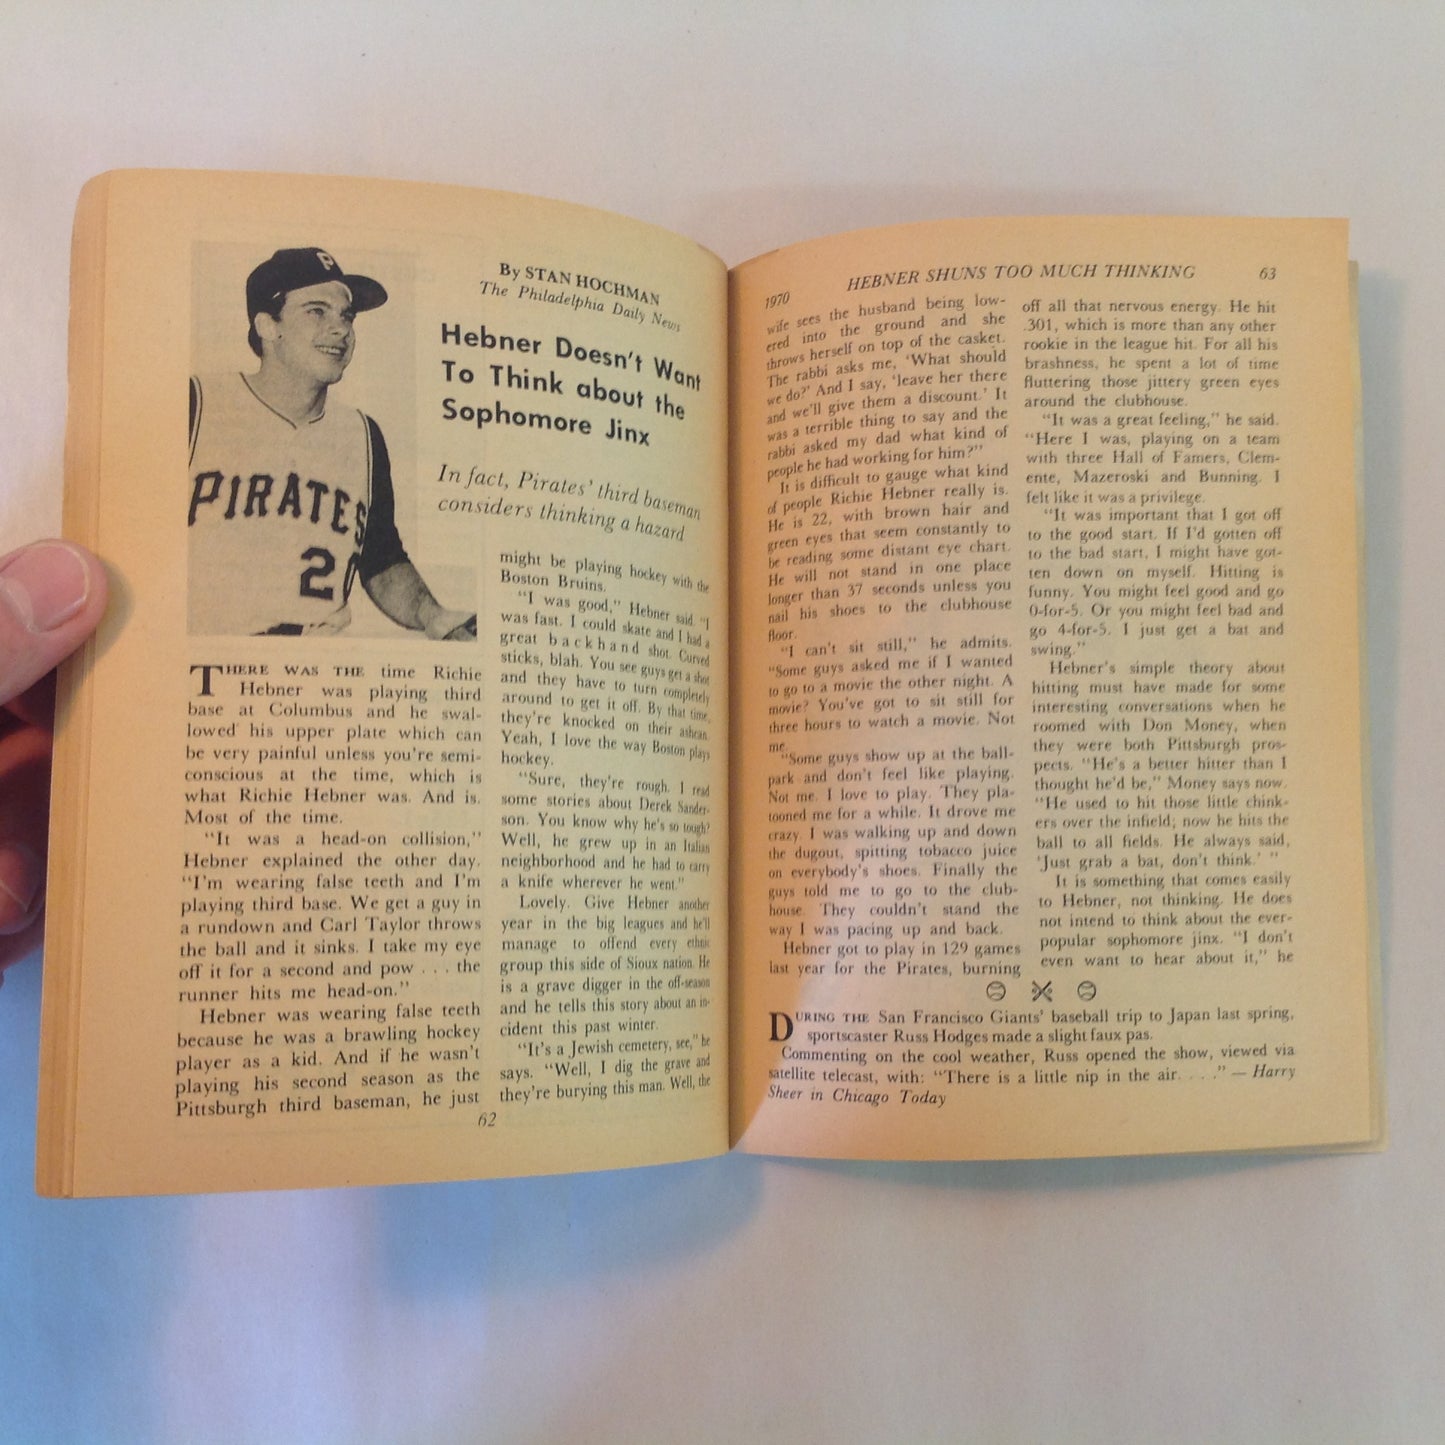 P
PIRATES
2
By STAN HOCHMAN
The Philadelphia Daily News
Hebner Doesn't Want
To Think about the
Sophomore Jinx
In fact, Pirates' third baseman
considers thinking a hazard
THERE WAS THE time Richie
Hebner was playing third
base at Columbus and he swal-
lowed his upper plate which can
be very painful unless you're semi-
conscious at the time, which is
what Richie Hebner was. And is.
Most of the time.
"It was a head-on collision,"
Hebner explained the other day.
"I'm wearing false teeth and I'm
playing third base. We get a guy in
a rundown and Carl Taylor throws
the ball and it sinks. I take my eye
off it for a second and pow . . . the
runner hits me head-on."
Hebner was wearing false teeth
because he was a brawling hockey
player as a kid. And if he wasn't
playing his second season as the
Pittsburgh third baseman, he just
might be playing hockey with the
Boston Bruins.
"I was good," Hebner said. "I
was fast. I could skate and I had a
great backhand shot. Curved
sticks, blah. You see guys get a shot
and they have to turn completely
around to get it off. By that time,
they're knocked on their ashcan.
Yeah, I love the way Boston plays
hockey.
"Sure, they're rough. I read
some stories about Derek Sander-
son. You know why he's so tough?
Well, he grew up in an Italian
neighborhood and he had to carry
a knife wherever he went."
Lovely. Give Hebner another
year in the big leagues and he'll
manage to offend every ethnic
group this side of Sioux nation. He
is a grave digger in the off-season
and he tells this story about an in-
cident this past winter.
"It's a Jewish cemetery, see," he
says. "Well, I dig the grave and
they're burying this man. Well, the
62
1970
HEBNER SHUNS TOO MUCH THINKING
63
wife sees the husband being low-
ered into the ground and she
throws herself on top of the casket.
The rabbi asks me, 'What should
we do?' And I say, 'leave her there
and we'll give them a discount.' It
was a terrible thing to say and the
rabbi asked my dad what kind of
people he had working for him?"
It is difficult to gauge what kind
of people Richie Hebner really is.
He is 22, with brown hair and
green eyes that seem constantly to
be reading some distant eye chart.
He will not stand in one place
longer than 37 seconds unless you
nail his shoes to the clubhouse
floor.
"I can't sit still," he admits.
"Some guys asked me if I wanted
to go to a movie the other night. A
movie? You've got to sit still for
three hours to watch a movie. Not
me.
"Some guys show up at the ball-
park and don't feel like playing.
Not me. I love to play. They pla-
tooned me for a while. It drove me
crazy. I was walking up and down
the dugout, spitting tobacco juice
on everybody's shoes. Finally the
guys told me to go to the club-
house. They couldn't stand the
way I was pacing up and back.
Hebner got to play in 129 games
last year for the Pirates, burning
off all that nervous energy. He hit
.301, which is more than any other
rookie in the league hit. For all his
brashness, he spent a lot of time
fluttering those jittery green eyes
around the clubhouse.
"It was a great feeling," he said.
"Here I was, playing on a team
with three Hall of Famers, Clem-
ente, Mazeroski and Bunning. I
felt like it was a privilege.
"It was important that I got off
to the good start. If I'd gotten off
to the bad start, I might have got-
ten down on myself. Hitting is
funny. You might feel good and go
0-for-5. Or you might feel bad and
go 4-for-5. I just get a bat and
swing."
Hebner's simple theory about
hitting must have made for some
interesting conversations when he
roomed with Don Money, when
they were both Pittsburgh pros-
pects. "He's a better hitter than I
thought he'd be," Money says now.
"He used to hit those little chink-
ers over the infield; now he hits the
ball to all fields. He always said,
'Just grab a bat, don't think.' "
It is something that comes easily
to Hebner, not thinking. He does
not intend to think about the ever-
popular sophomore jinx. "I don't
even want to hear about it," he
DURING THE San Francisco Giants' baseball trip to Japan last spring,
sportscaster Russ Hodges made a slight faux pas.
Commenting on the cool weather, Russ opened the show, viewed via
satellite telecast, with: "There is a little nip in the air. . . ." — Harry
Sheer in Chicago Today